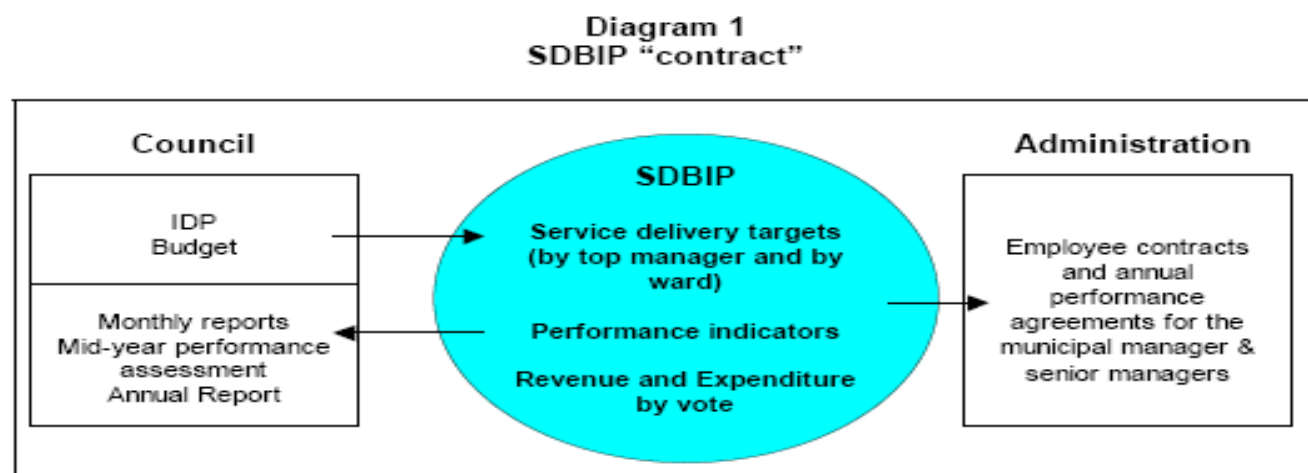 Diagram 1
SDBIP “contract”
Council
IDP
Budget
Monthly reports
Mid-year performance
assessment
Annual Report
SDBIP
Service delivery targets
(by top manager and by
ward)
Performance indicators
Revenue and Expenditure
by vote
Administration
Employee contracts
and annual
performance
agreements for the
municipal manager &
senior managers